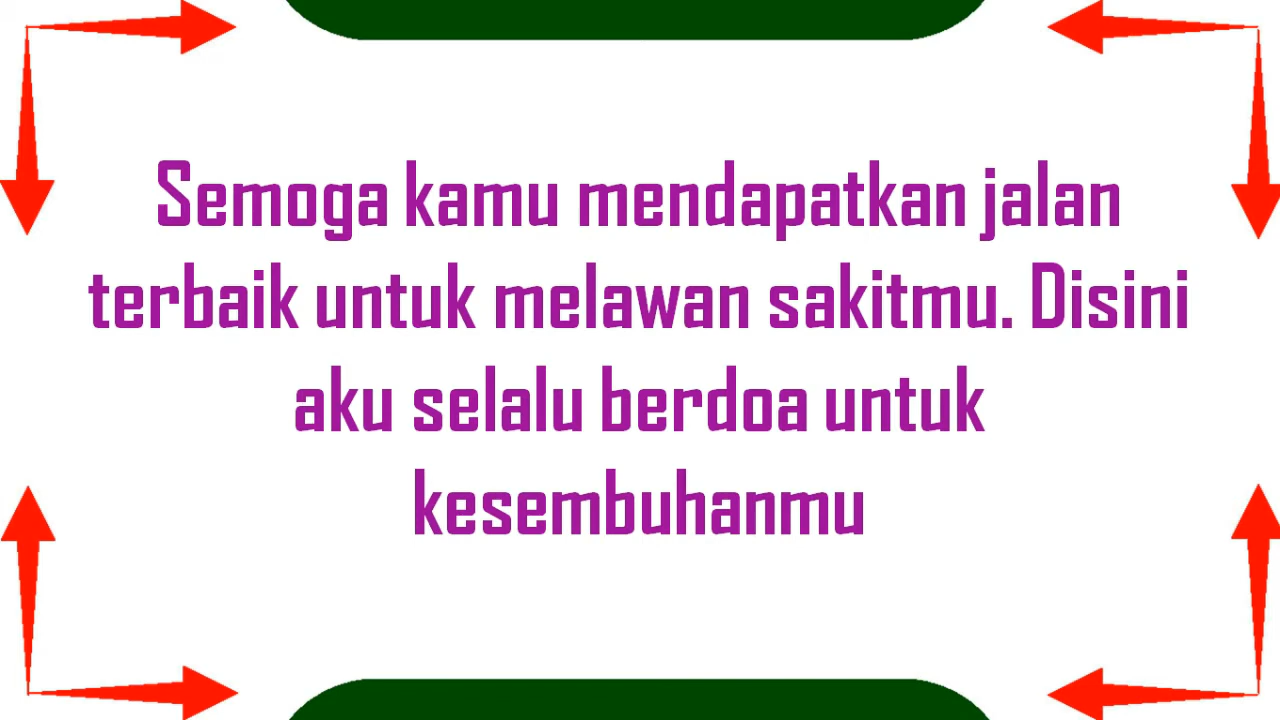 Semoga kamu mendapatkan jalan
terbaik untuk melawan sakitmu. Disini
aku selalu berdoa untuk
kesembuhanmu